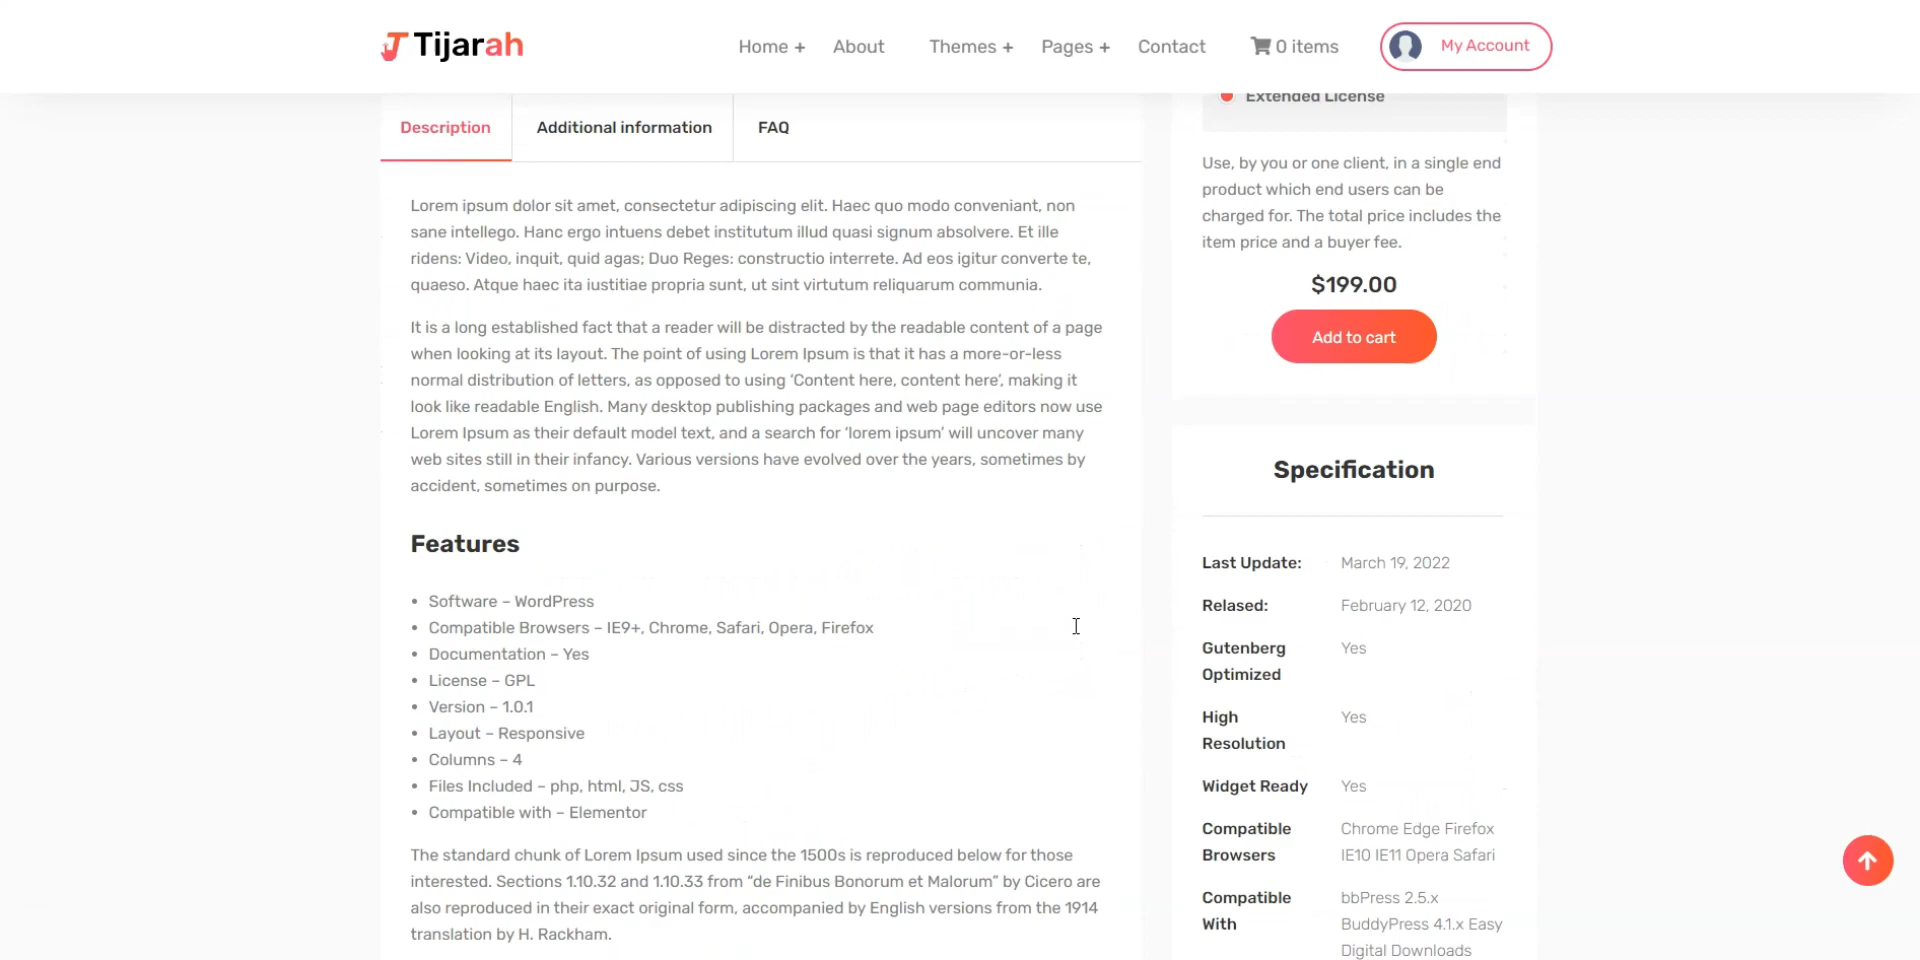 Tijarah
Home +
About
Themes +
Pages +
Contact
0 items
My Account
Description
Additional information
FAQ
Lorem ipsum dolor sit amet, consectetur adipiscing elit. Haec quo modo conveniant, non
sane intellego. Hanc ergo intuens debet institutum illud quasi signum absolvere. Et ille
ridens: Video, inquit, quid agas; Duo Reges: constructio interrete. Ad eos igitur converte te,
quaeso. Atque haec ita iustitiae propria sunt, ut sint virtutum reliquarum communia.
It is a long established fact that a reader will be distracted by the readable content of a page
when looking at its layout. The point of using Lorem Ipsum is that it has a more-or-less
normal distribution of letters, as opposed to using ‘Content here, content here’, making it
look like readable English. Many desktop publishing packages and web page editors now use
Lorem Ipsum as their default model text, and a search for ‘lorem ipsum’ will uncover many
web sites still in their infancy. Various versions have evolved over the years, sometimes by
accident, sometimes on purpose.
Features
• Software – WordPress
• Compatible Browsers – IE9+, Chrome, Safari, Opera, Firefox
• Documentation – Yes
• License – GPL
• Version – 1.0.1
• Layout – Responsive
• Columns – 4
• Files Included – php, html, JS, css
• Compatible with – Elementor
The standard chunk of Lorem Ipsum used since the 1500s is reproduced below for those
interested. Sections 1.10.32 and 1.10.33 from “de Finibus Bonorum et Malorum” by Cicero are
also reproduced in their exact original form, accompanied by English versions from the 1914
translation by H. Rackham.
Extended License
Use, by you or one client, in a single end
product which end users can be
charged for. The total price includes the
item price and a buyer fee.
$199.00
Add to cart
Specification
Last Update: March 19, 2022
Relased: February 12, 2020
Gutenberg Yes
Optimized
High Yes
Resolution
Widget Ready Yes
Compatible Chrome Edge Firefox
Browsers IE10 IE11 Opera Safari
Compatible bbPress 2.5.x
With BuddyPress 4.1.x Easy
Digital Downloads